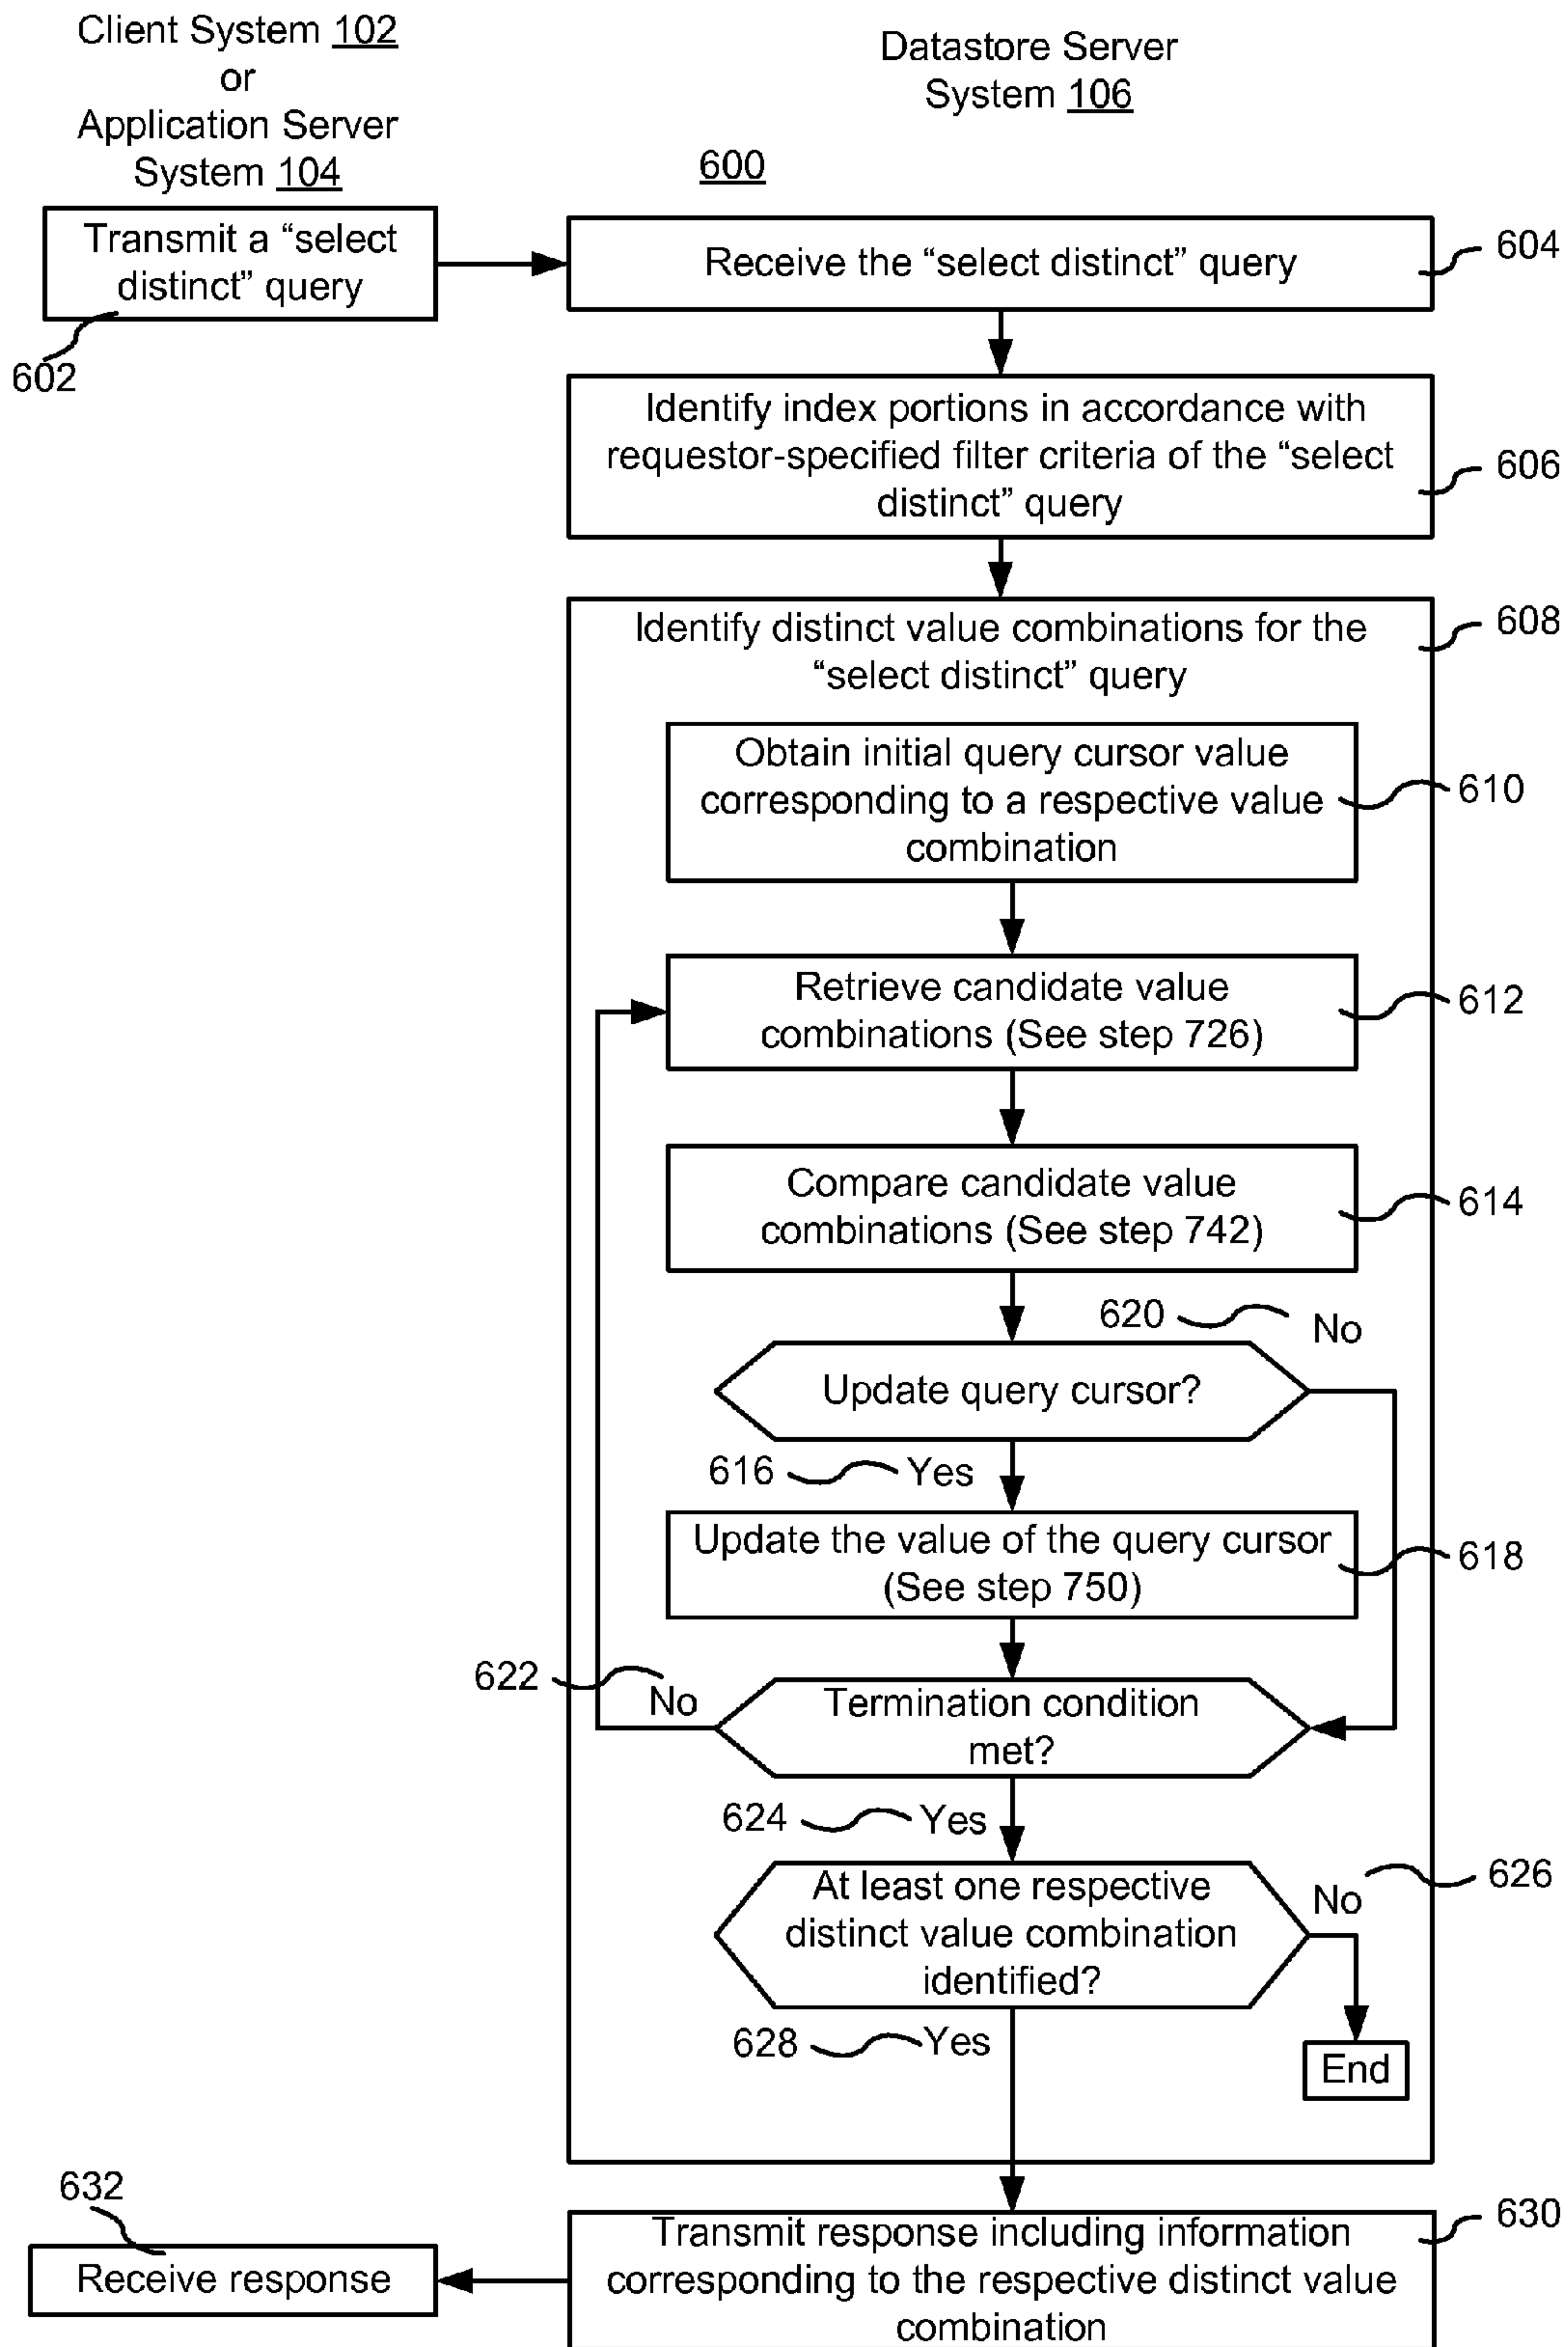 Client System 102
or
Application Server
System 104
Datastore Server
System 106
600
Transmit a “select
distinct” query
602
Receive the “select distinct” query
604
Identify index portions in accordance with
requestor-specified filter criteria of the “select
distinct” query
606
Identify distinct value combinations for the
“select distinct” query
608
Obtain initial query cursor value
corresponding to a respective value
combination
610
Retrieve candidate value
combinations (See step 726)
612
Compare candidate value
combinations (See step 742)
614
620
No
Update query cursor?
616
Yes
Update the value of the query cursor
(See step 750)
618
622
No
Termination condition
met?
624
Yes
At least one respective
distinct value combination
identified?
No
626
628
Yes
End
632
Receive response
Transmit response including information
corresponding to the respective distinct value
combination
630